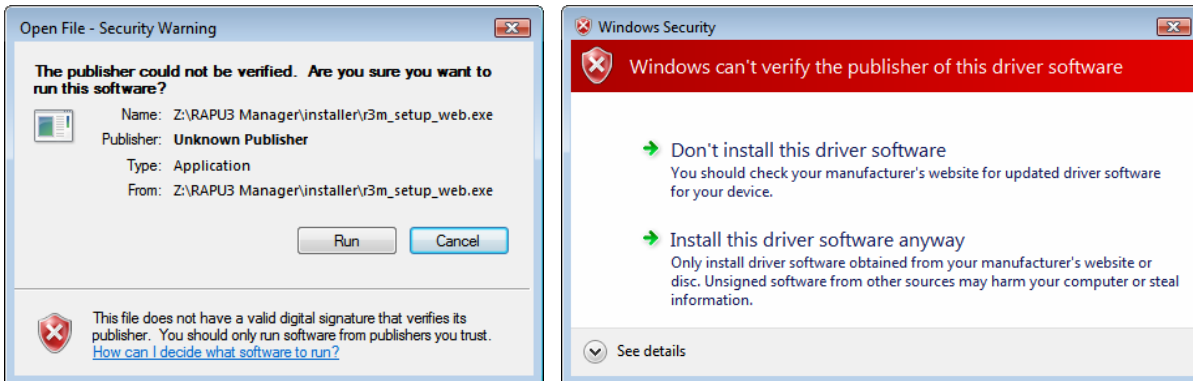 Open File - Security Warning
The publisher could not be verified. Are you sure you want to
run this software?
Name: Z:\RAPU3 Manager\installer\r3m_setup_web.exe
Publisher: Unknown Publisher
Type: Application
From: Z:\RAPU3 Manager\installer\r3m_setup_web.exe
Run Cancel
This file does not have a valid digital signature that verifies its
publisher. You should only run software from publishers you trust.
How can I decide what software to run?
Windows Security
Windows can't verify the publisher of this driver software
Don't install this driver software
You should check your manufacturer's website for updated driver software
for your device.
Install this driver software anyway
Only install driver software obtained from your manufacturer's website or
disc. Unsigned software from other sources may harm your computer or steal
information.
See details